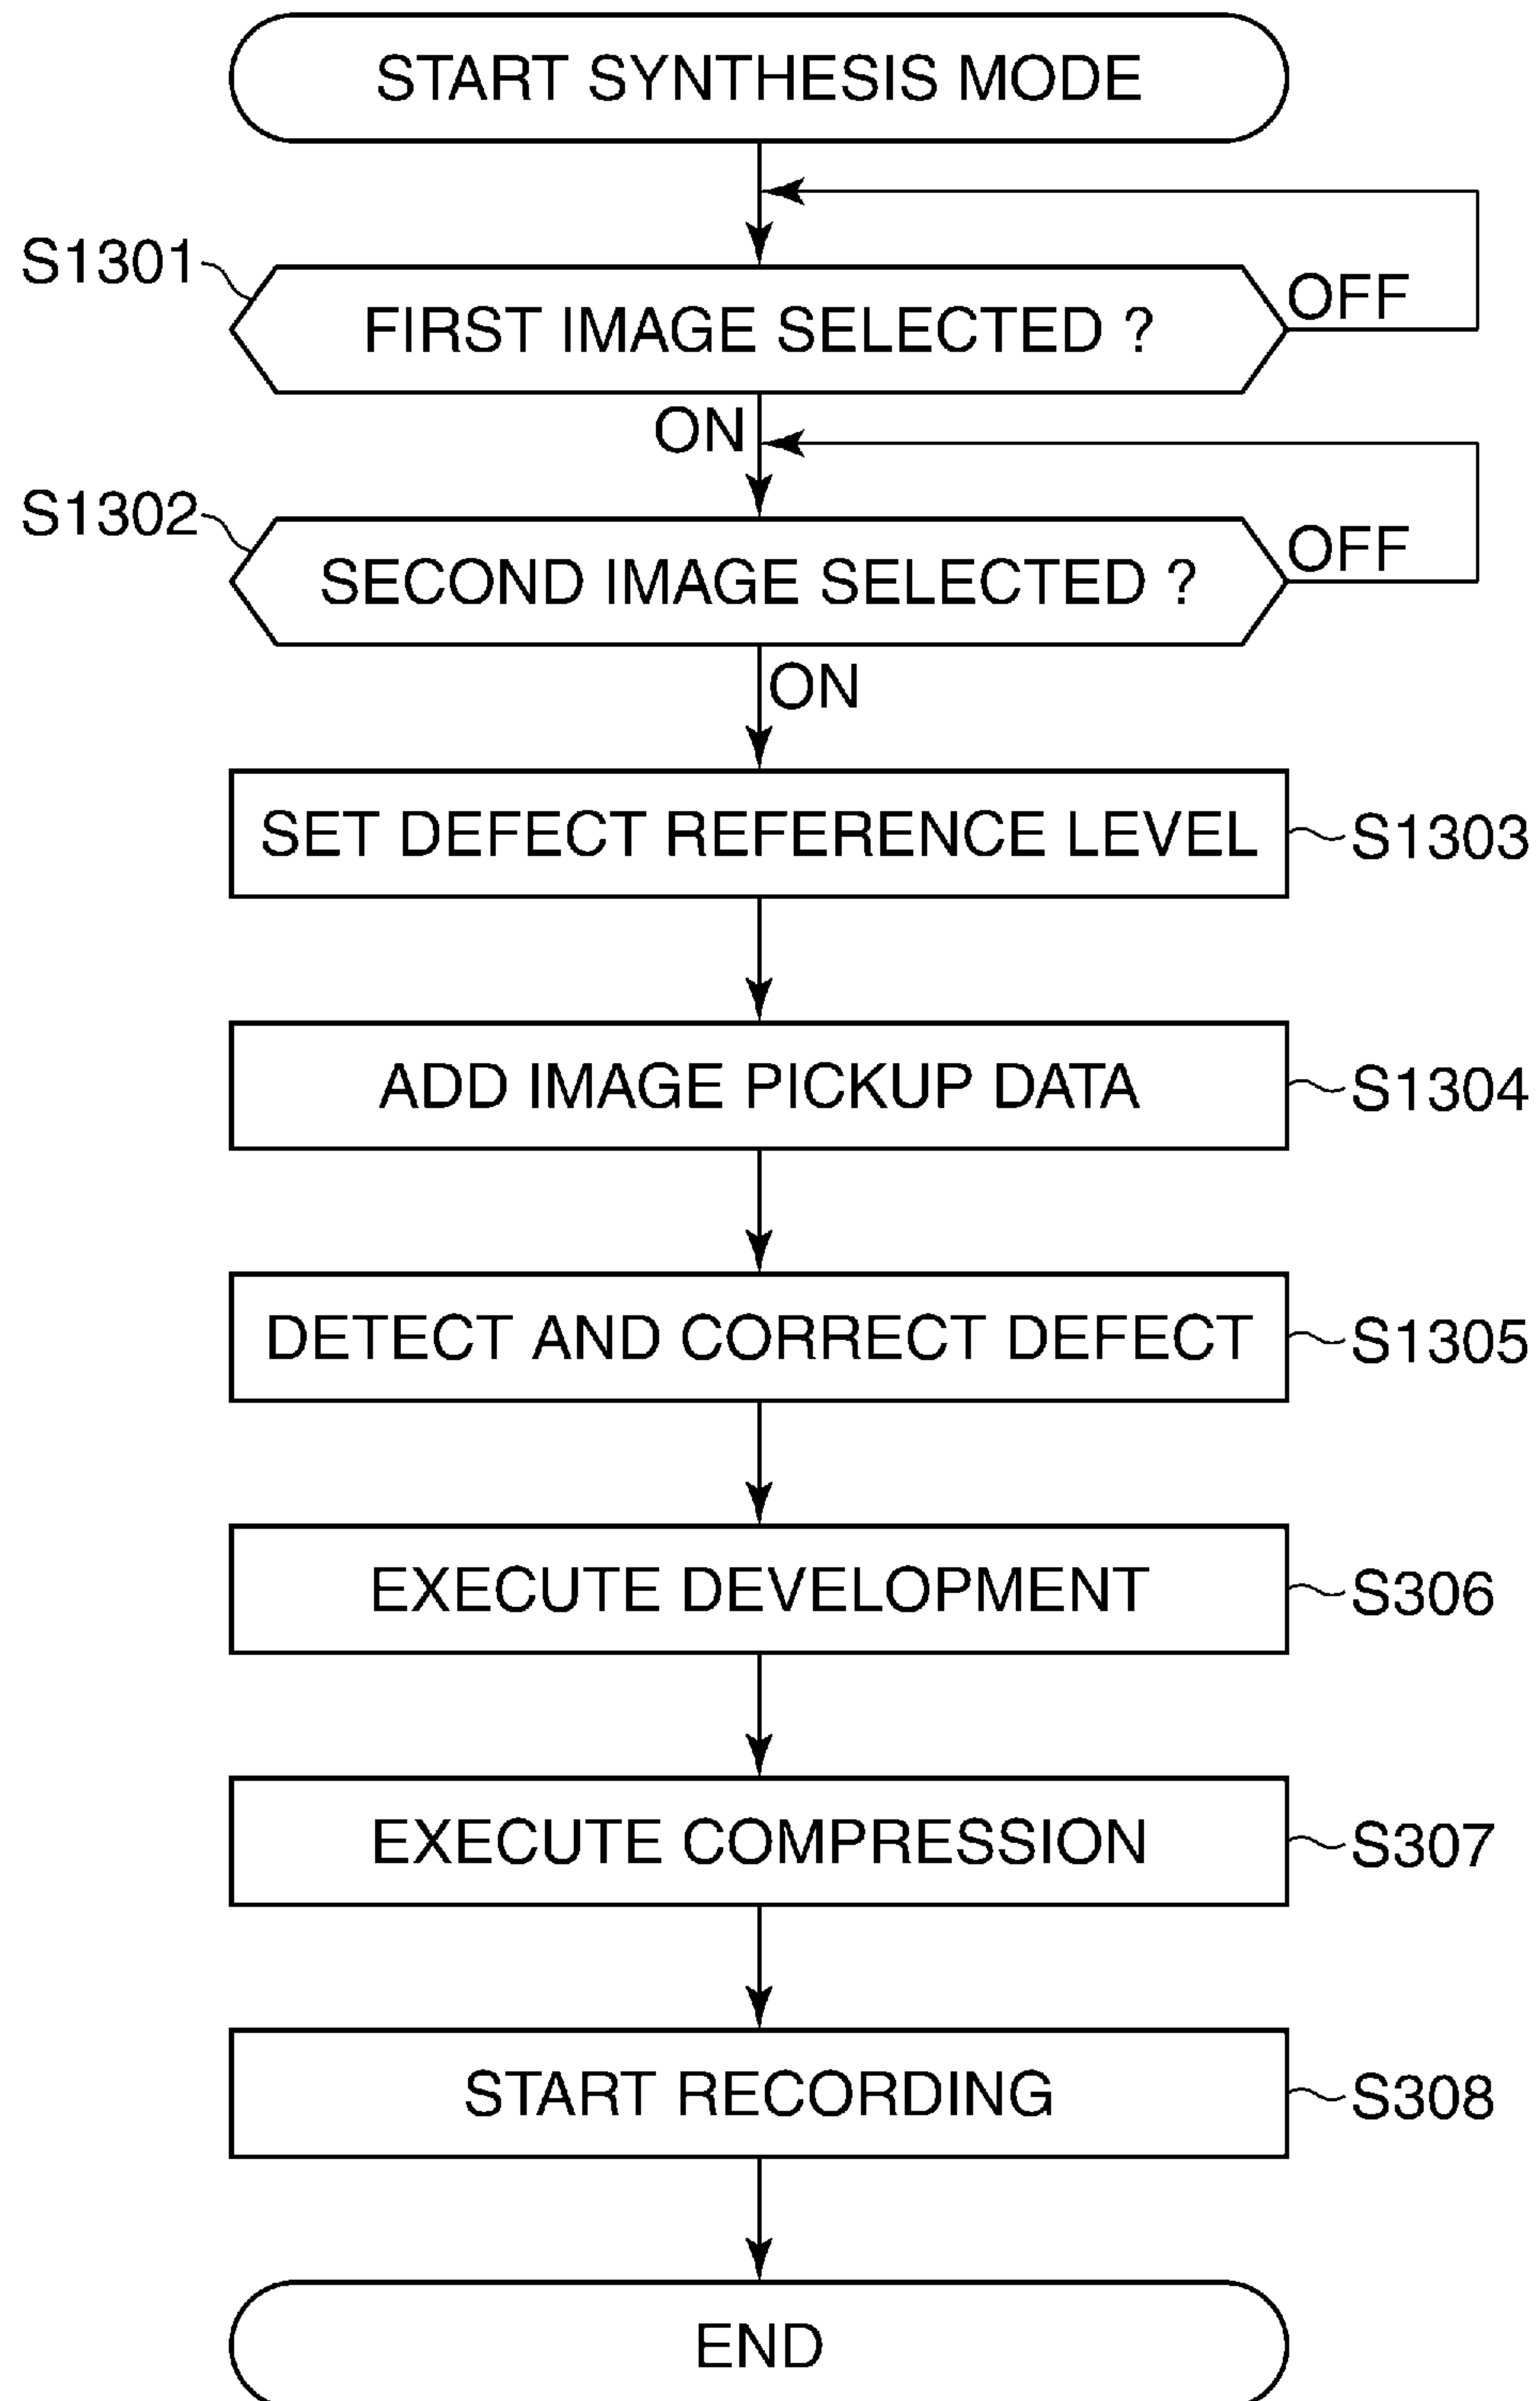 START SYNTHESIS MODE
S1301
FIRST IMAGE SELECTED ?
OFF
ON
S1302
SECOND IMAGE SELECTED ?
OFF
ON
SET DEFECT REFERENCE LEVEL
S1303
ADD IMAGE PICKUP DATA
S1304
DETECT AND CORRECT DEFECT
S1305
EXECUTE DEVELOPMENT
S306
EXECUTE COMPRESSION
S307
START RECORDING
S308
END